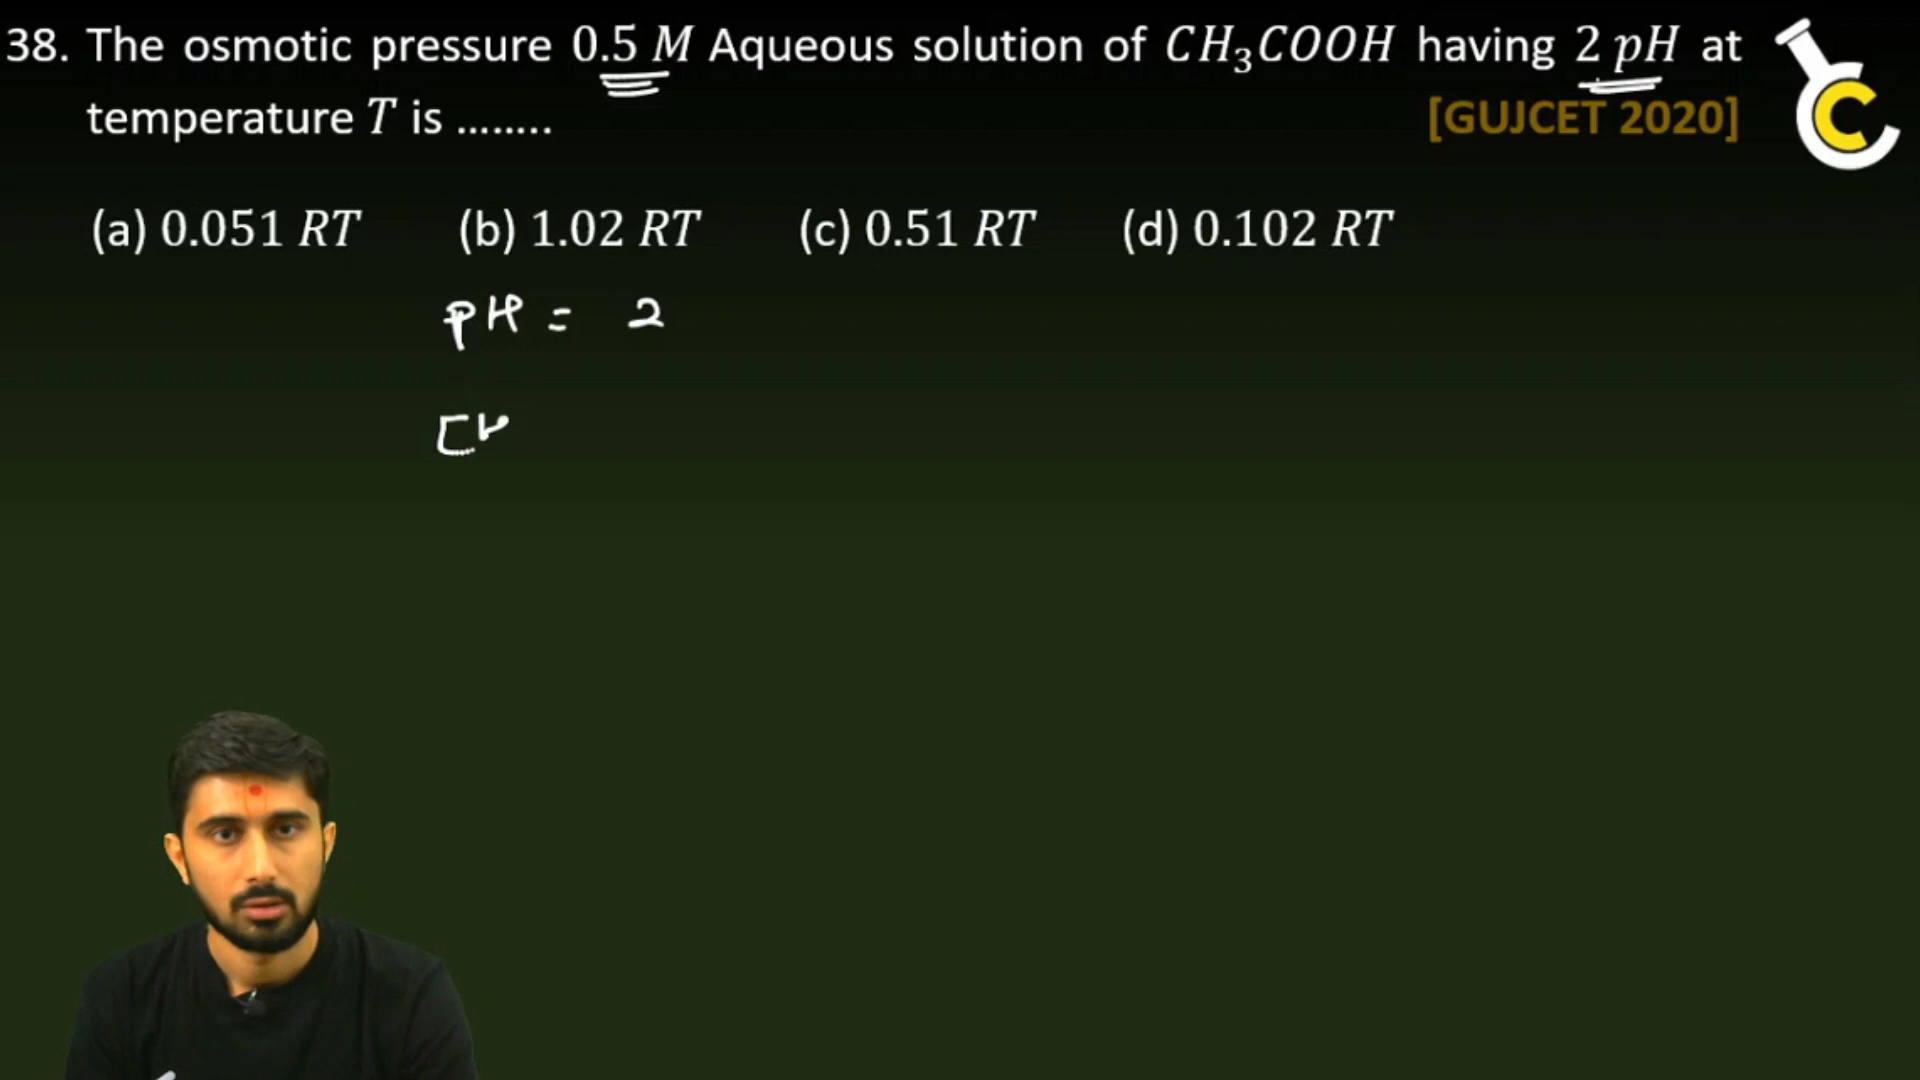 38. The osmotic pressure 0.5 M Aqueous solution of CH₃COOH having 2 pH at
temperature T is ........ [GUJCET 2020]
(a) 0.051 RT (b) 1.02 RT (c) 0.51 RT (d) 0.102 RT
pH = 2
[H